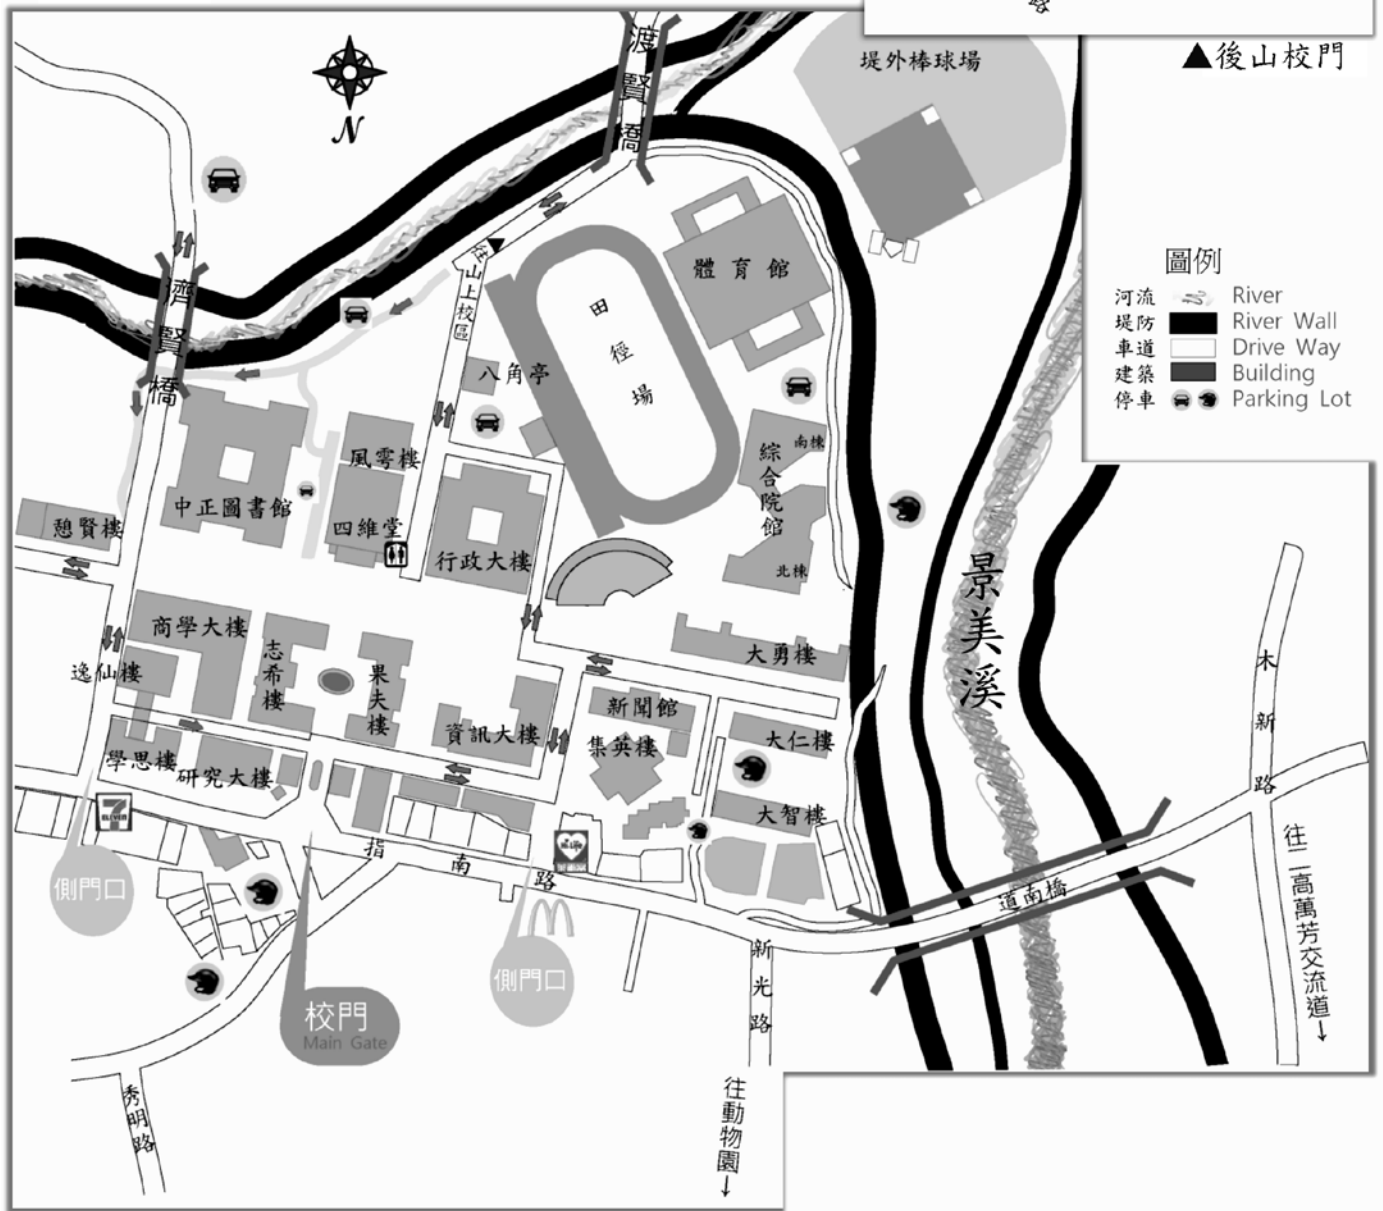 渡賢橋
堤外棒球場
▲後山校門
N
往山上校區
體育館
田徑場
濟賢橋
八角亭
圖例
河流 River
堤防 River Wall
車道 Drive Way
建築 Building
停車 Parking Lot
風雩樓
南棟
綜合院館
北棟
中正圖書館
憩賢樓
四維堂
行政大樓
景美溪
商學大樓
志希樓
果夫樓
大勇樓
逸仙樓
新聞館
資訊大樓
集英樓
大仁樓
學思樓
研究大樓
大智樓
木新路
7
ELEVEN
Hi-Life
指南路
側門口
側門口
道南橋
往二高萬芳交流道→
新光路
校門
Main Gate
秀明路
往動物園→